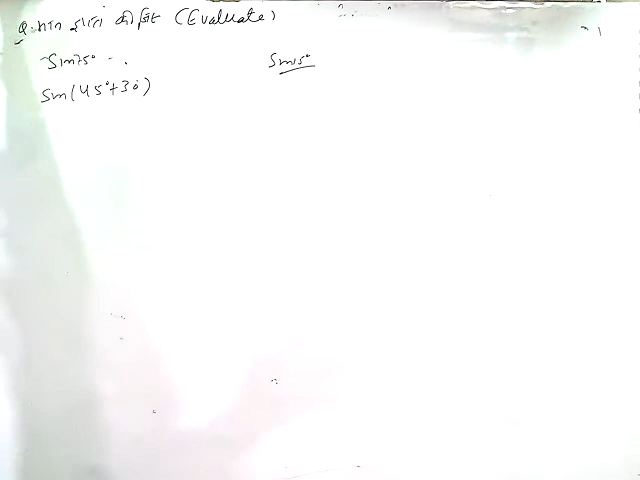 Q. मान ज्ञात कीजिए (Evaluate)
Sin75°
Sin15°
Sin(45°+30°)